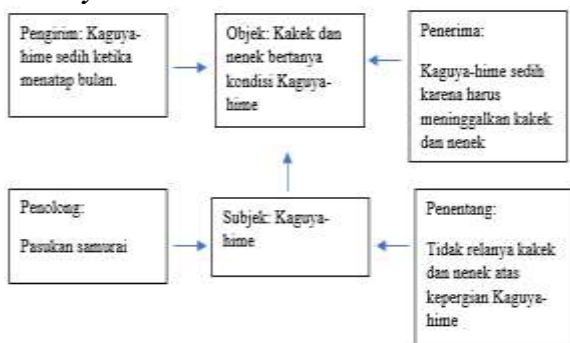 Pengirim: Kaguya-
hime sedih ketika
menatap bulan.
Objek: Kakek dan
nenek bertanya
kondisi Kaguya-
hime
Penerima:
Kaguya-hime sedih
karena harus
meninggalkan kakek
dan nenek
Penolong:
Pasukan samurai
Subjek: Kaguya-
hime
Penentang:
Tidak relanya kakek
dan nenek atas
kepergian Kaguya-
hime